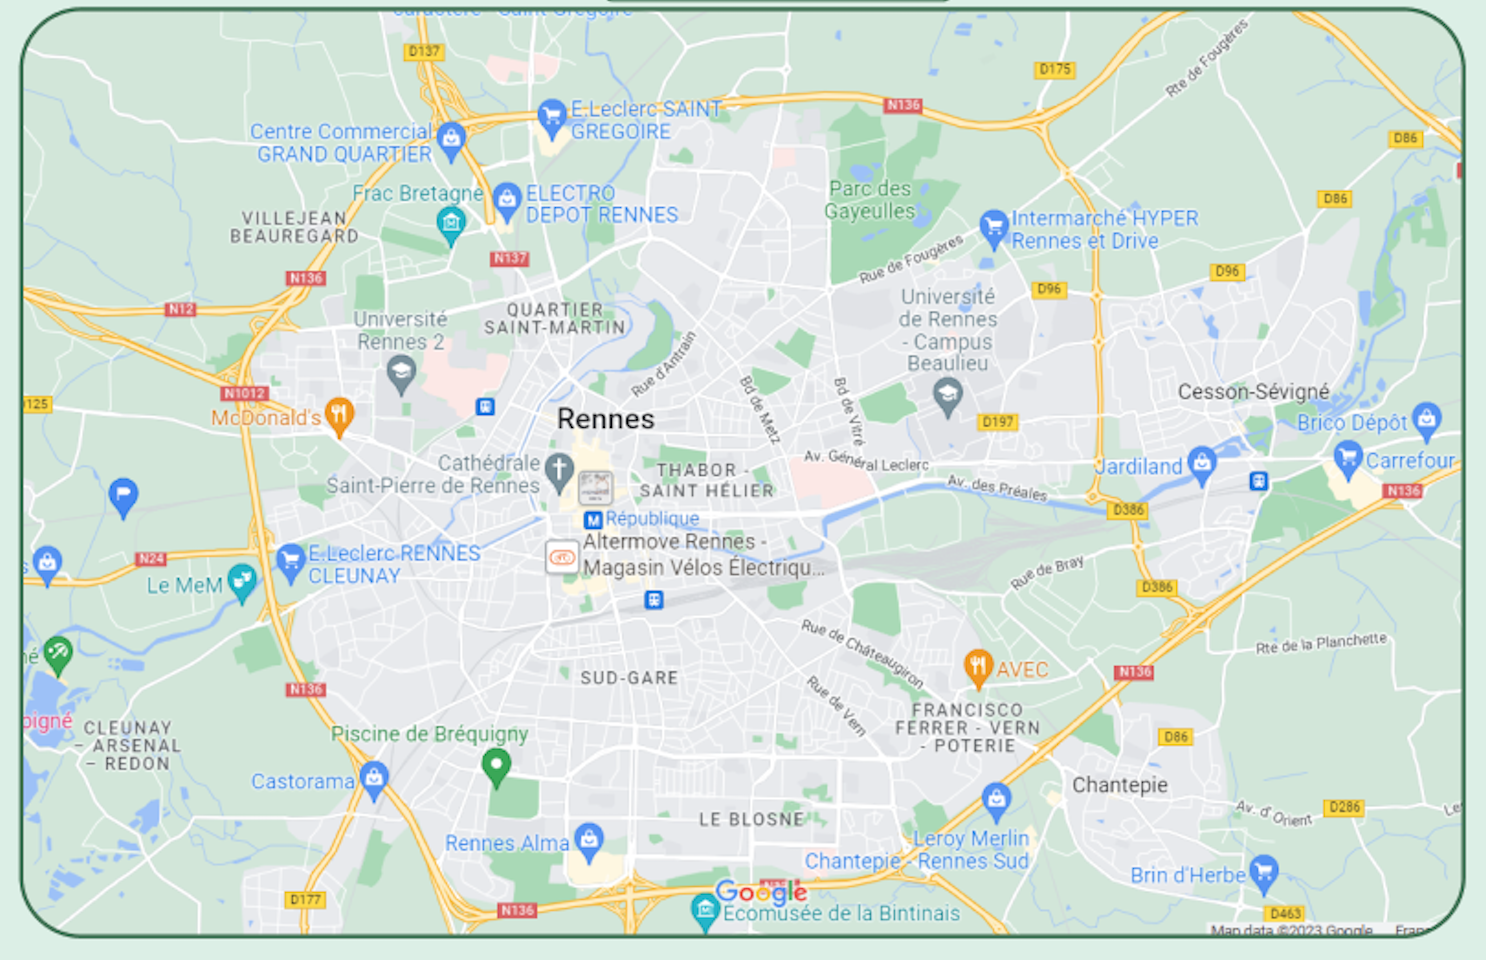 D137
D175
Rte de Fougères
N136
E.Leclerc SAINT
GREGOIRE
Centre Commercial
GRAND QUARTIER
D86
Frac Bretagne
ELECTRO
DEPOT RENNES
Parc des
Gayeulles
D86
VILLEJEAN
BEAUREGARD
Intermarché HYPER
Rennes et Drive
Rue de Fougères
N137
N136
D96
D96
N12
QUARTIER
SAINT-MARTIN
Université
Rennes 2
Université
de Rennes
- Campus
Beaulieu
Rue d'Antrain
N1012
Bd de Metz
Bd de Vitré
Cesson-Sévigné
McDonald's
Rennes
D197
Brico Dépôt
Cathédrale
Saint-Pierre de Rennes
THABOR -
SAINT HÉLIER
Av. Général Leclerc
Jardiland
Carrefour
Av. des Préales
N136
D386
M République
Altermove Rennes -
Magasin Vélos Électriqu...
N24
E.Leclerc RENNES
CLEUNAY
Le MeM
Rue de Bray
D386
Rue de Châteaugiron
Rte de la Planchette
SUD-GARE
AVEC
N136
N136
Rue de Vern
FRANCISCO
FERRER - VERN
- POTERIE
CLEUNAY
- ARSENAL
- REDON
Piscine de Bréquigny
D86
Castorama
Chantepie
Av. d'Orient
D286
LE BLOSNE
Rennes Alma
Leroy Merlin
Chantepie - Rennes Sud
Brin d'Herbe
D177
N136
Google
Ecomusée de la Bintinais
D463
Map data ©2023 Google